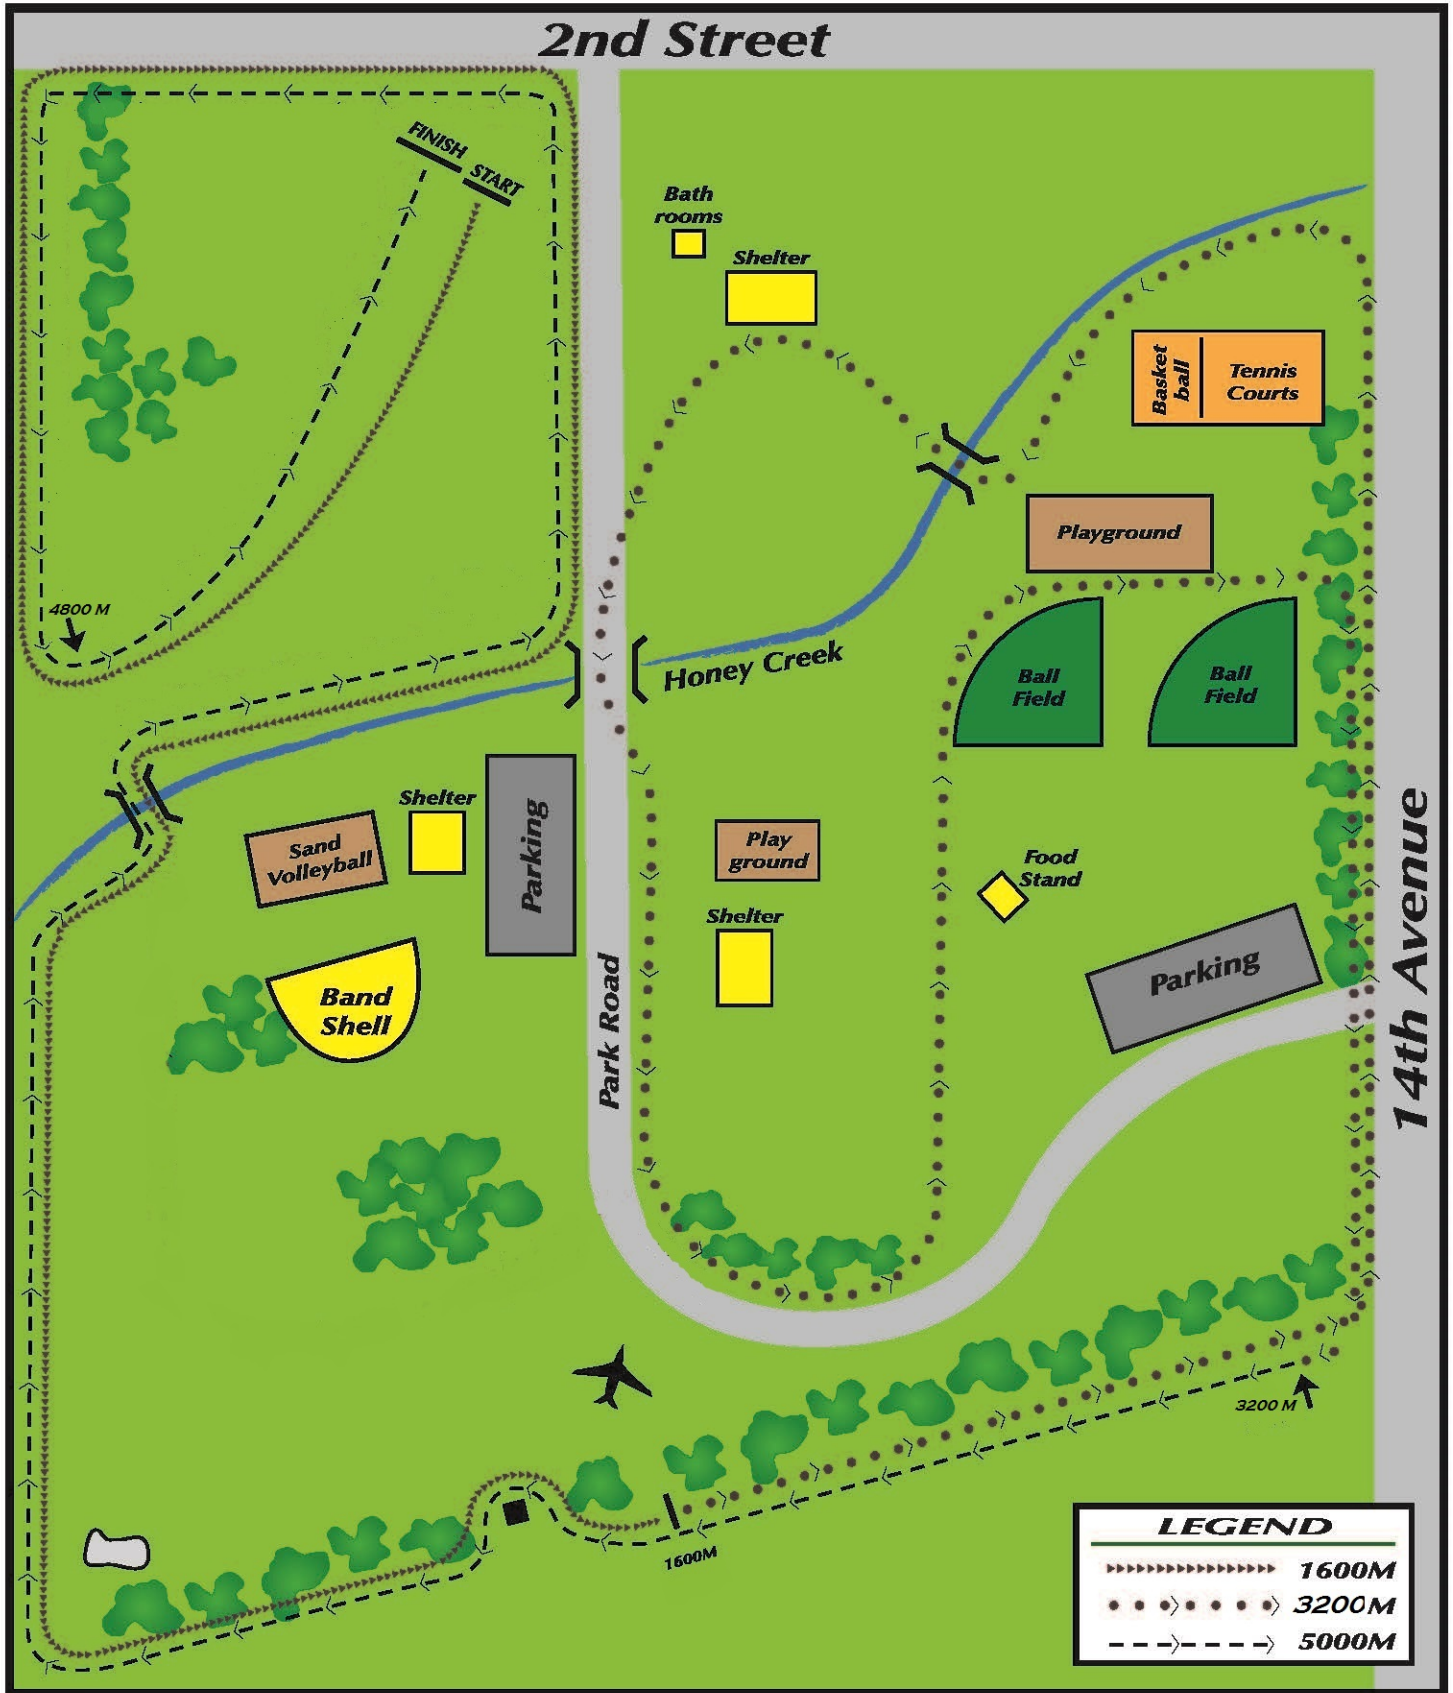 2nd Street
FINISH
START
Bath
rooms
Shelter
Basket
ball
Tennis
Courts
Playground
4800 M
Honey Creek
Ball
Field
Ball
Field
Shelter
Sand
Volleyball
Parking
Play
ground
Food
Stand
Shelter
Band
Shell
Park Road
Parking
14th Avenue
3200 M
1600M
LEGEND
1600M
3200M
5000M